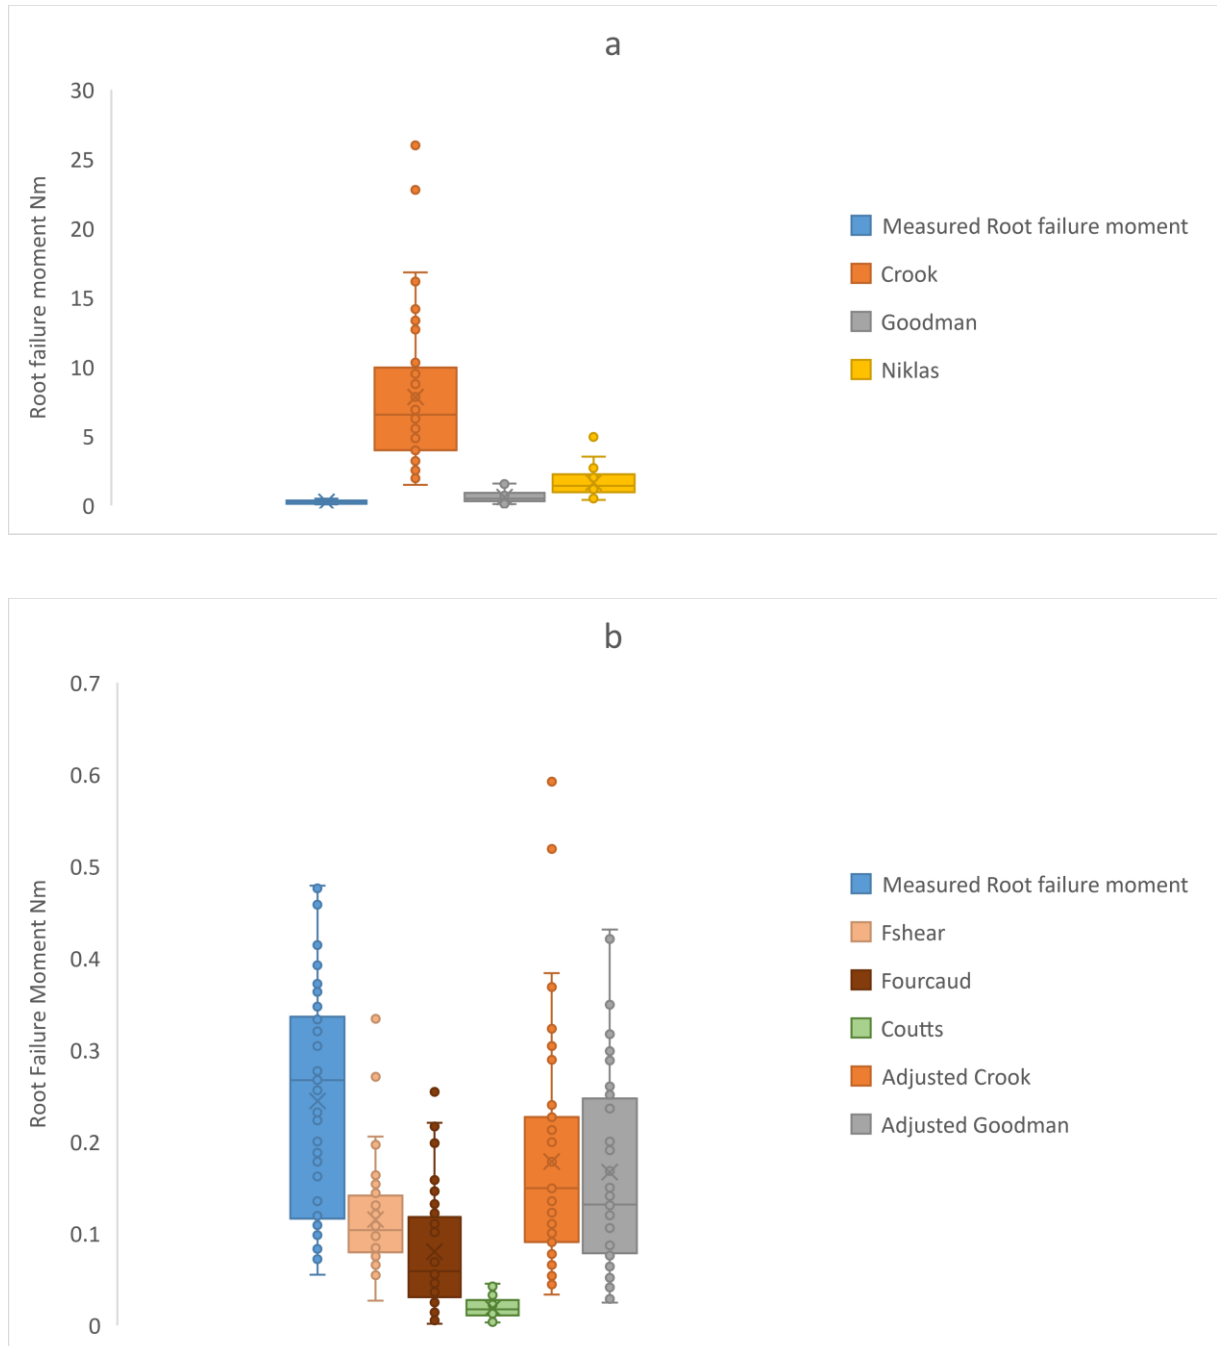 a
30
25
20
15
10
5
0
Root failure moment Nm
Measured Root failure moment
Crook
Goodman
Niklas
b
0.7
0.6
0.5
0.4
0.3
0.2
0.1
0
Root Failure Moment Nm
Measured Root failure moment
Fshear
Fourcaud
Coutts
Adjusted Crook
Adjusted Goodman